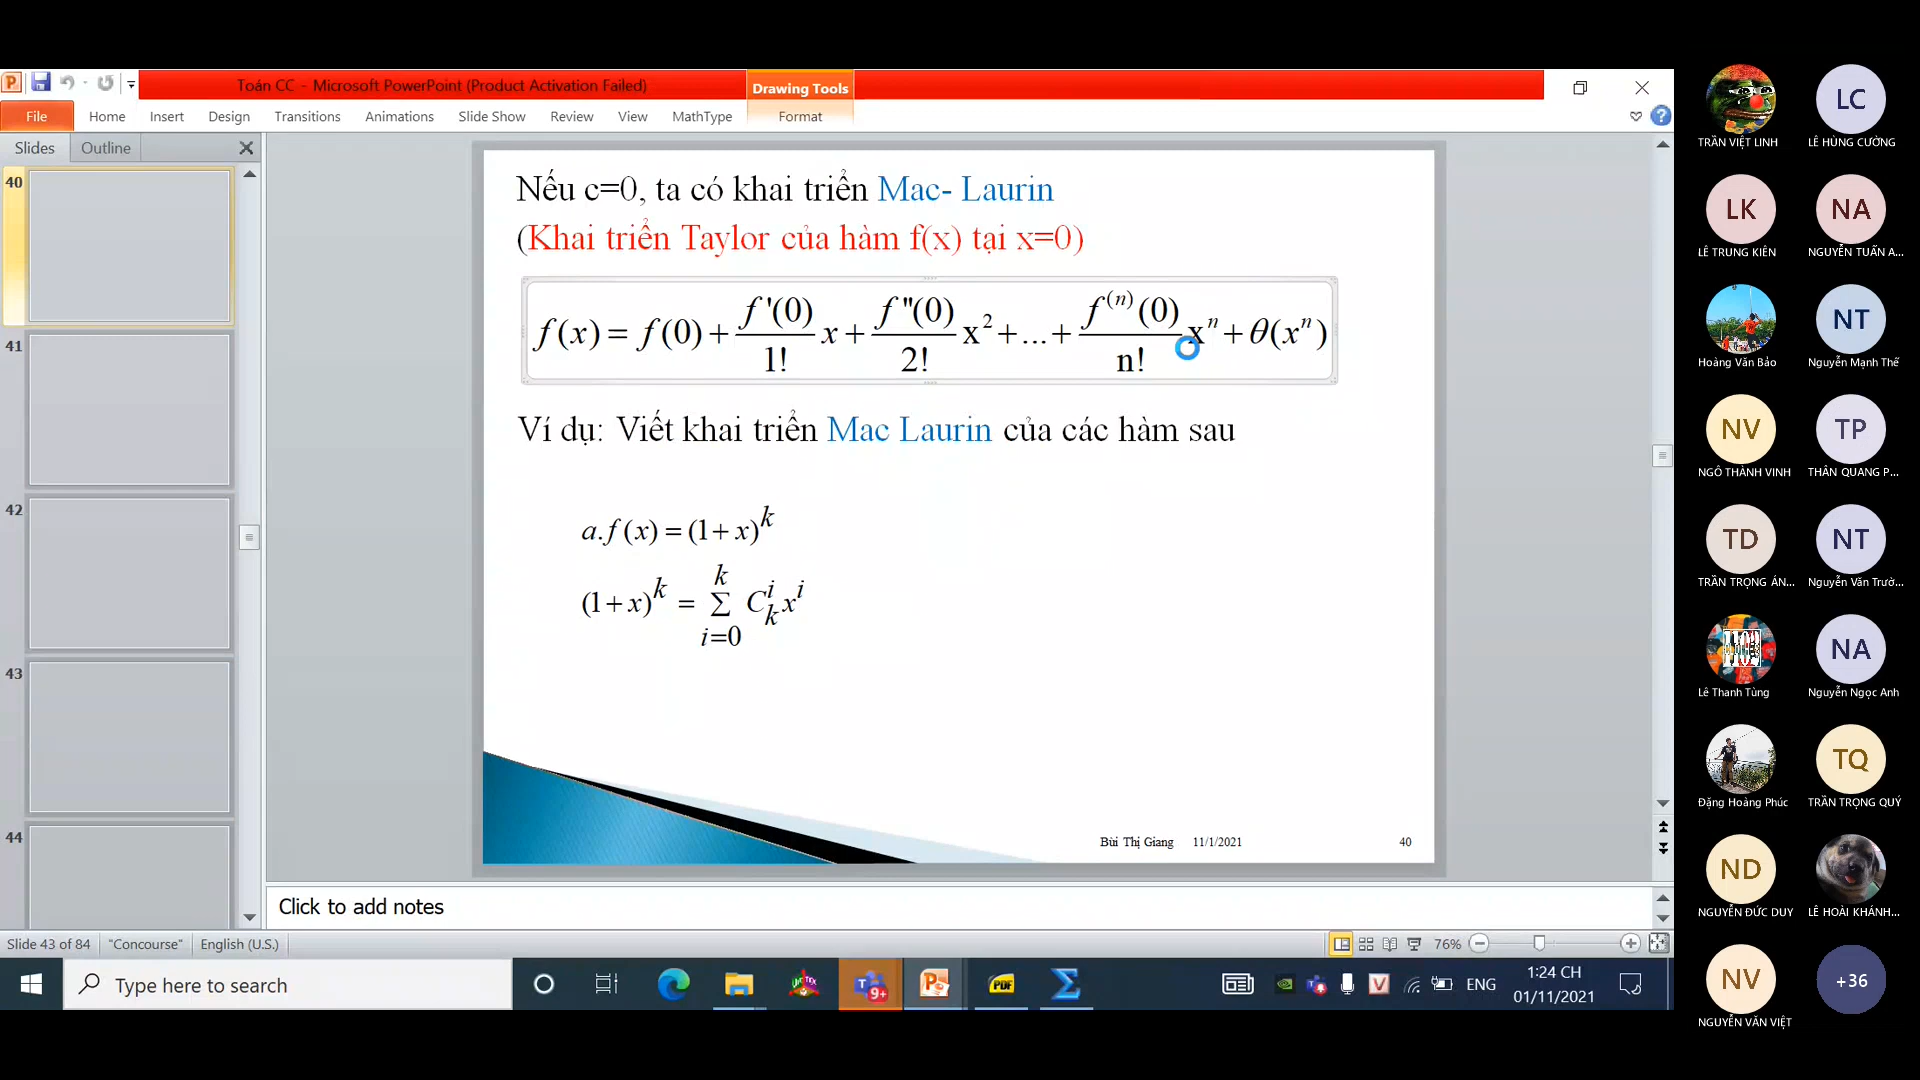 Toán CC - Microsoft PowerPoint (Product Activation Failed)
Drawing Tools
File Home Insert Design Transitions Animations Slide Show Review View MathType Format
Slides Outline
40
41
42
43
44
Nếu c=0, ta có khai triển Mac- Laurin
(Khai triển Taylor của hàm f(x) tại x=0)
f(x) = f(0) + f'(0)/1! x + f''(0)/2! x² + ... + f⁽ⁿ⁾(0)/n! xⁿ + θ(xⁿ)
Ví dụ: Viết khai triển Mac Laurin của các hàm sau
a.f(x) = (1+x)^k
(1+x)^k = Σ_{i=0}^{k} C_k^i x^i
Bùi Thị Giang 11/1/2021 40
Click to add notes
Slide 43 of 84 "Concourse" English (U.S.) 76%
Type here to search
9+
PDF
ENG
1:24 CH
01/11/2021
TRẦN VIỆT LINH
LC
LÊ HÙNG CƯỜNG
LK
LÊ TRUNG KIÊN
NA
NGUYỄN TUẤN A...
Hoàng Văn Bảo
NT
Nguyễn Mạnh Thế
NV
NGÔ THÀNH VINH
TP
THÂN QUANG P...
TD
TRẦN TRỌNG ÁN...
NT
Nguyễn Văn Trườ...
Lê Thanh Tùng
NA
Nguyễn Ngọc Anh
Đặng Hoàng Phúc
TQ
TRẦN TRỌNG QUÝ
ND
NGUYỄN ĐỨC DUY
LÊ HOÀI KHÁNH...
NV
NGUYỄN VĂN VIỆT
+36